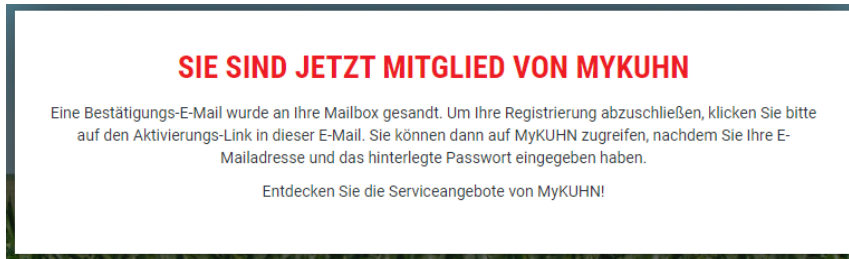 SIE SIND JETZT MITGLIED VON MYKUHN
Eine Bestätigungs-E-Mail wurde an Ihre Mailbox gesandt. Um Ihre Registrierung abzuschließen, klicken Sie bitte
auf den Aktivierungs-Link in dieser E-Mail. Sie können dann auf MyKUHN zugreifen, nachdem Sie Ihre E-
Mailadresse und das hinterlegte Passwort eingegeben haben.
Entdecken Sie die Serviceangebote von MyKUHN!